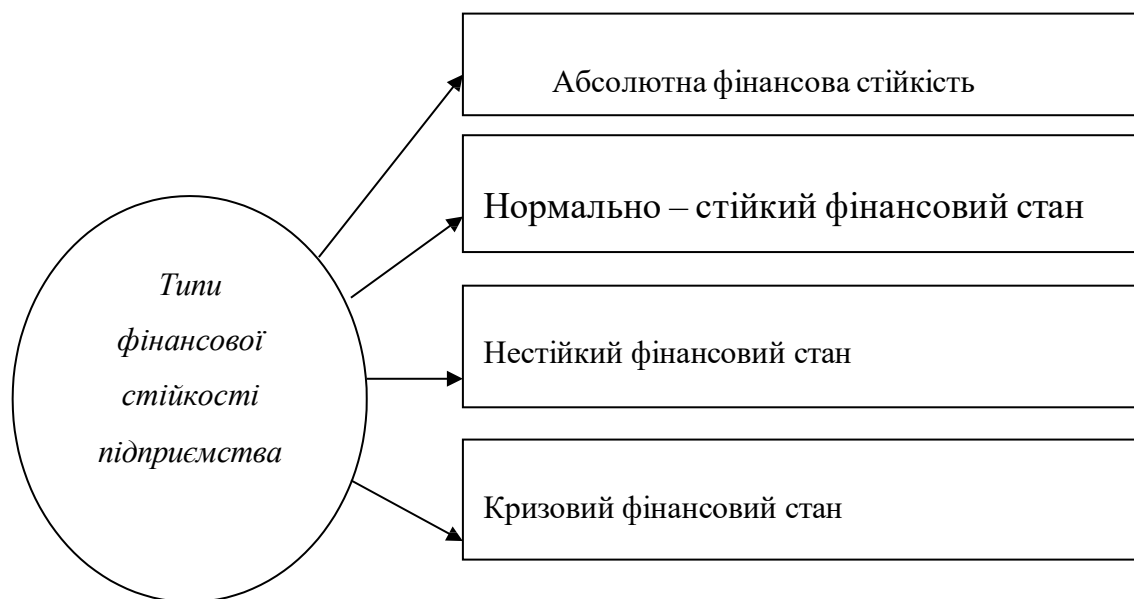 Абсолютна фінансова стійкість
Нормально – стійкий фінансовий стан
Типи
фінансової
стійкості
підприємства
Нестійкий фінансовий стан
Кризовий фінансовий стан